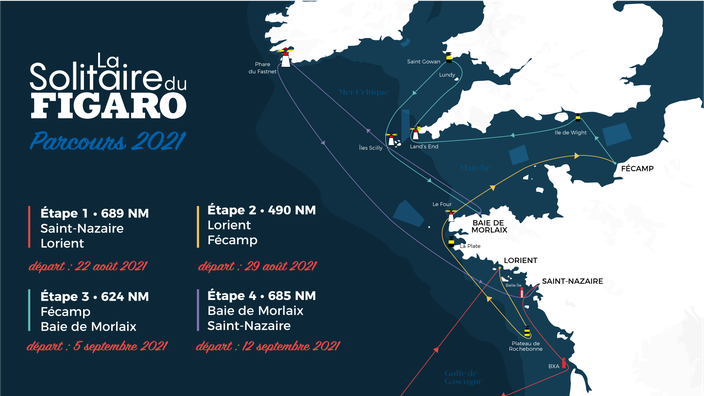 La
Solitaire du
FIGARO
Parcours 2021
Étape 1 • 689 NM
Saint-Nazaire
Lorient
départ : 22 août 2021
Étape 2 • 490 NM
Lorient
Fécamp
départ : 29 août 2021
Étape 3 • 624 NM
Fécamp
Baie de Morlaix
départ : 5 septembre 2021
Étape 4 • 685 NM
Baie de Morlaix
Saint-Nazaire
départ : 12 septembre 2021
Phare
du Fastnet
Saint Gowan
Lundy
Mer Celtique
Îles Scilly
Land's End
Ile de Wight
Manche
FÉCAMP
Le Four
BAIE DE
MORLAIX
La Plate
LORIENT
Belle-Île
SAINT-NAZAIRE
Plateau de
Rochebonne
BXA
Golfe de
Gascogne